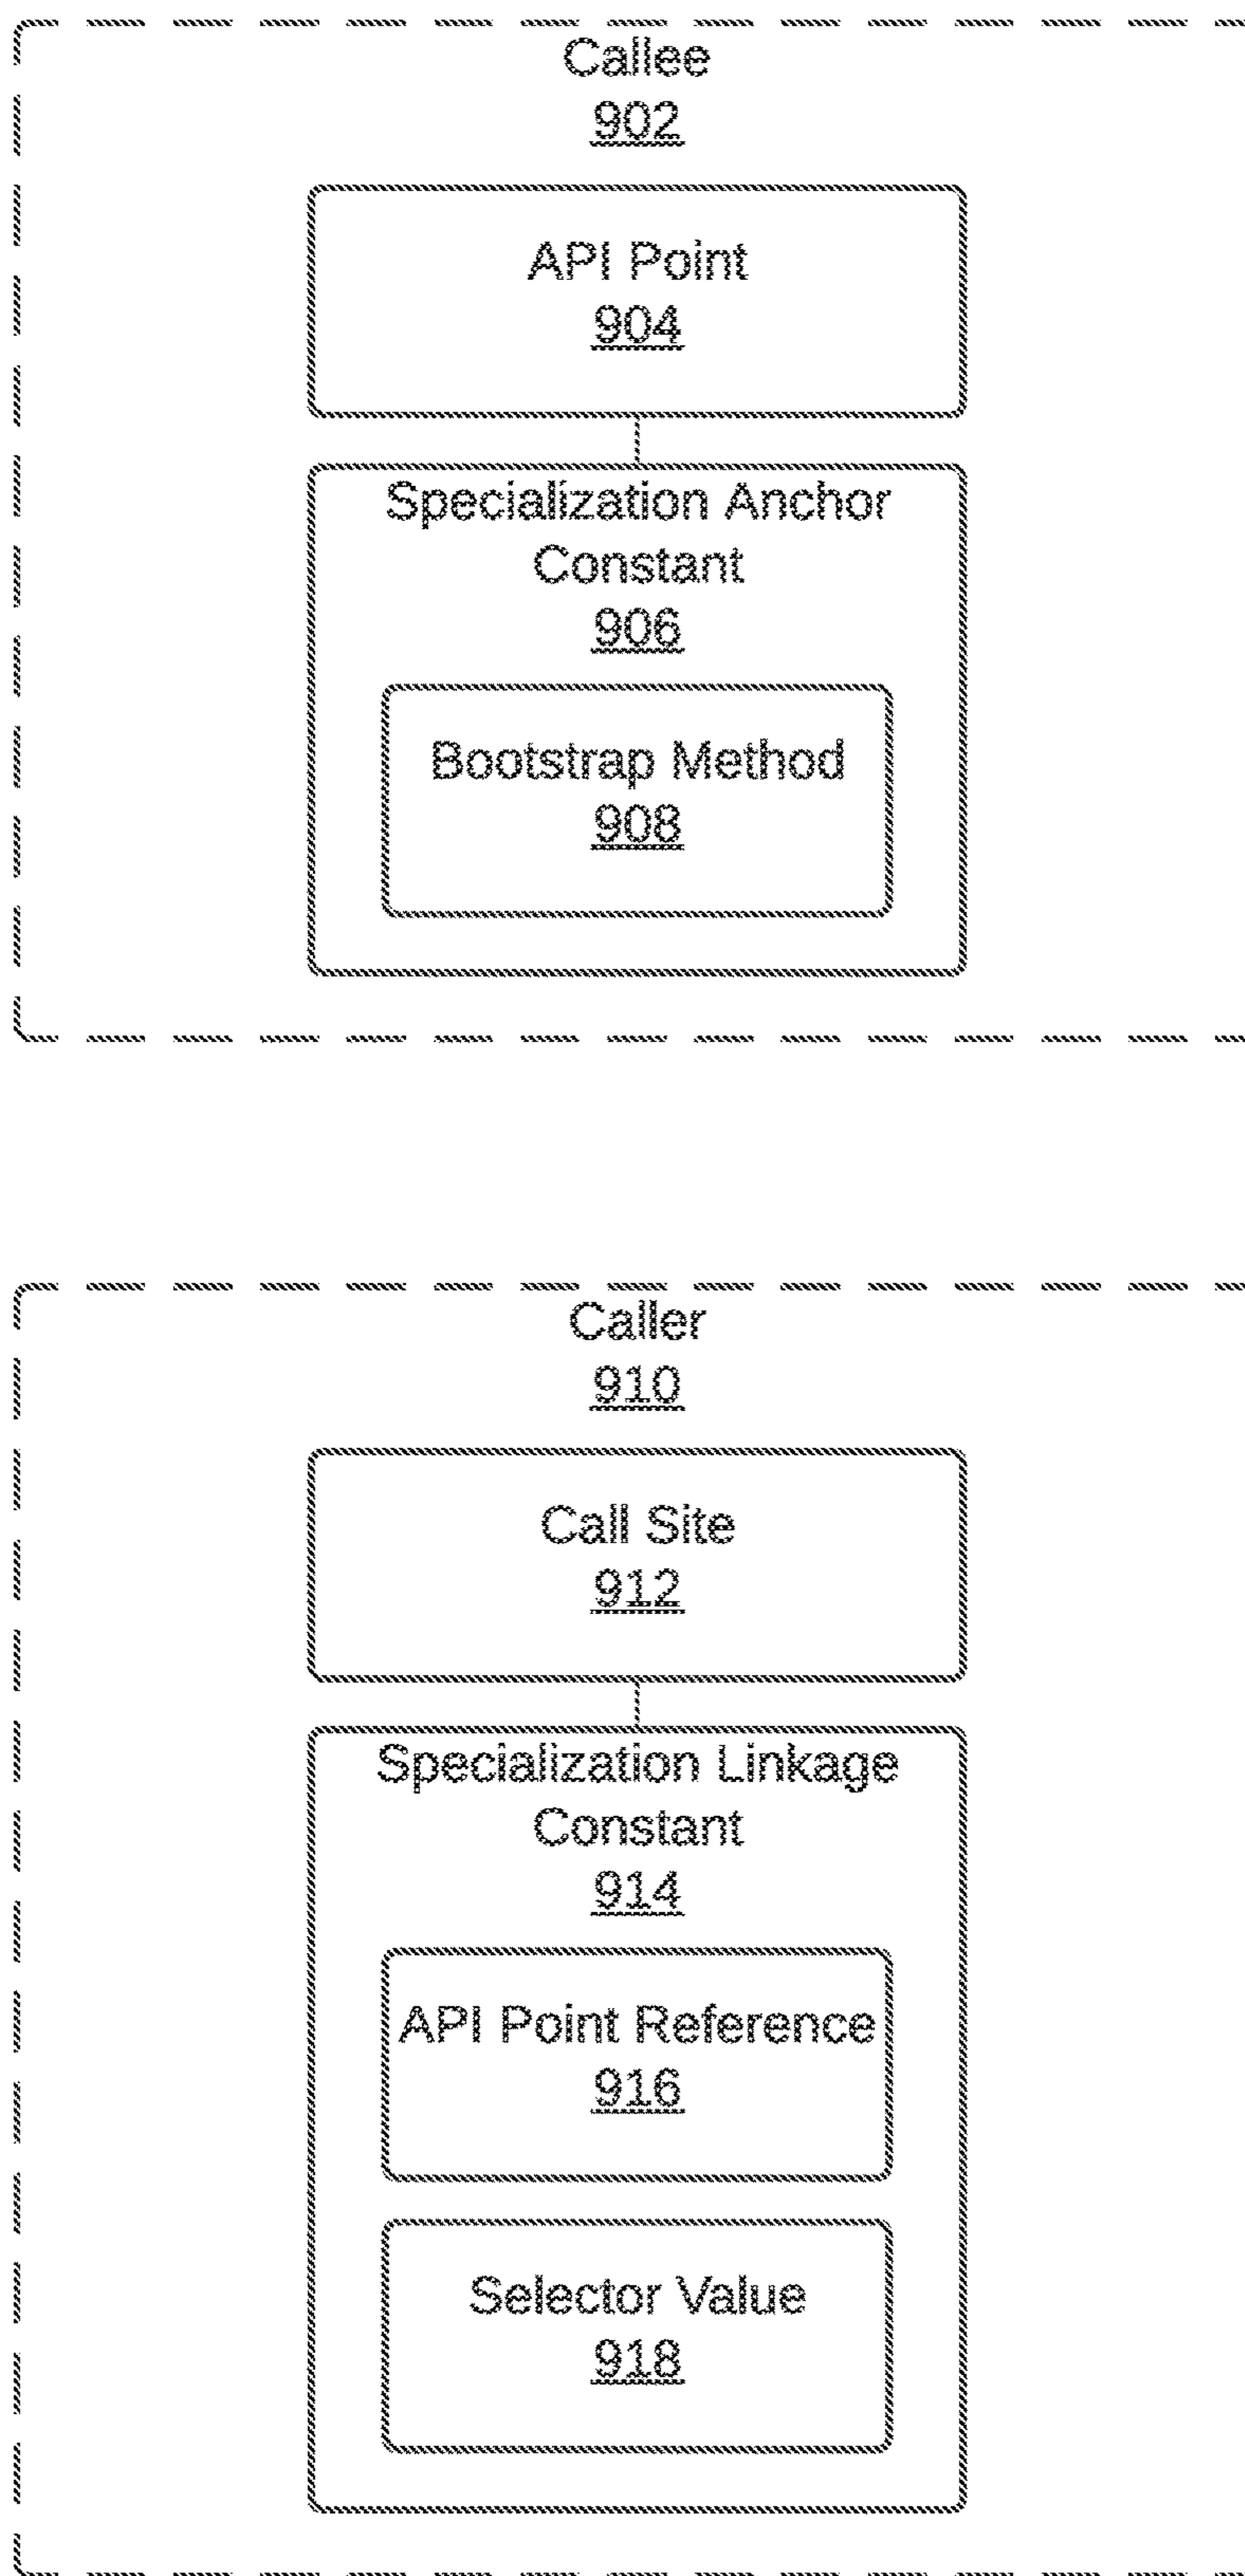 Callee
902
API Point
904
Specialization Anchor
Constant
906
Bootstrap Method
908
Caller
910
Call Site
912
Specialization Linkage
Constant
914
API Point Reference
916
Selector Value
918